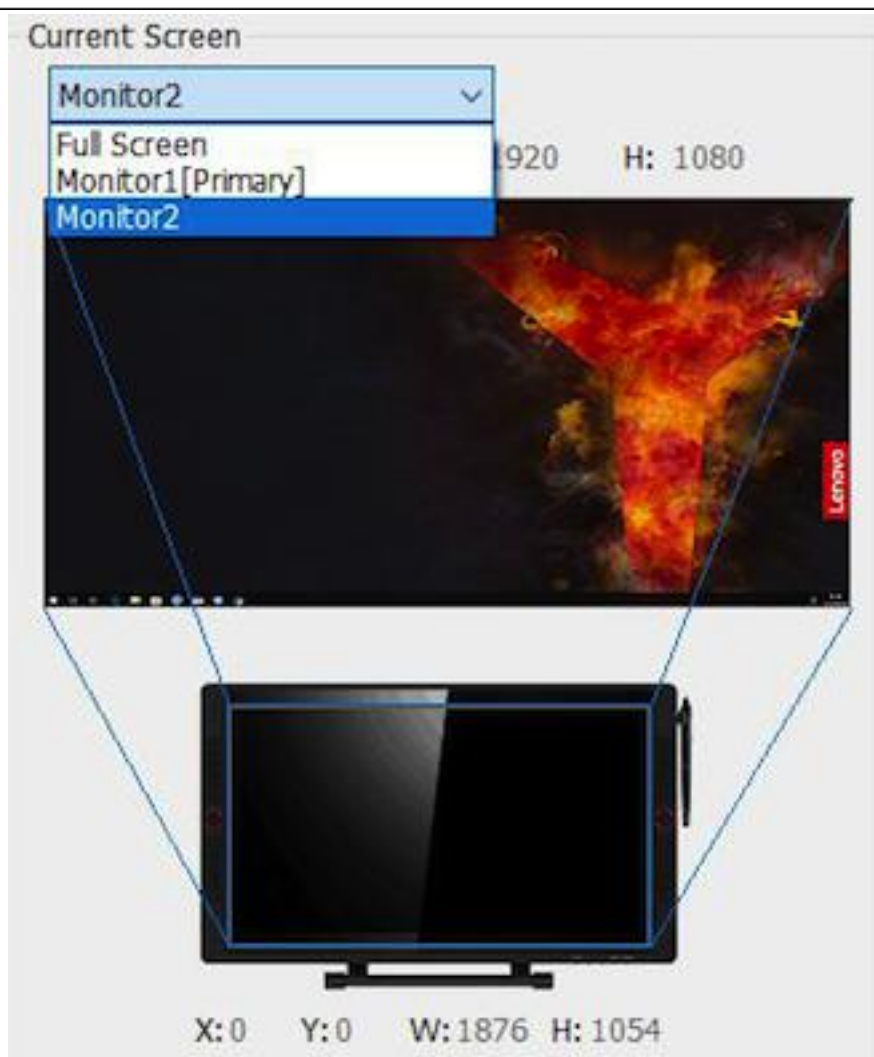 Current Screen
Monitor2
Full Screen
Monitor1[Primary]
Monitor2
1920 H: 1080
Lenovo
X: 0 Y: 0 W: 1876 H: 1054